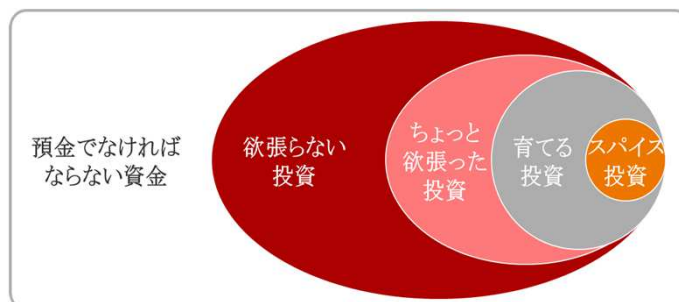 預金でなければ
ならない資金
欲張らない
投資
ちょっと
欲張った
投資
育てる
投資
スパイス
投資